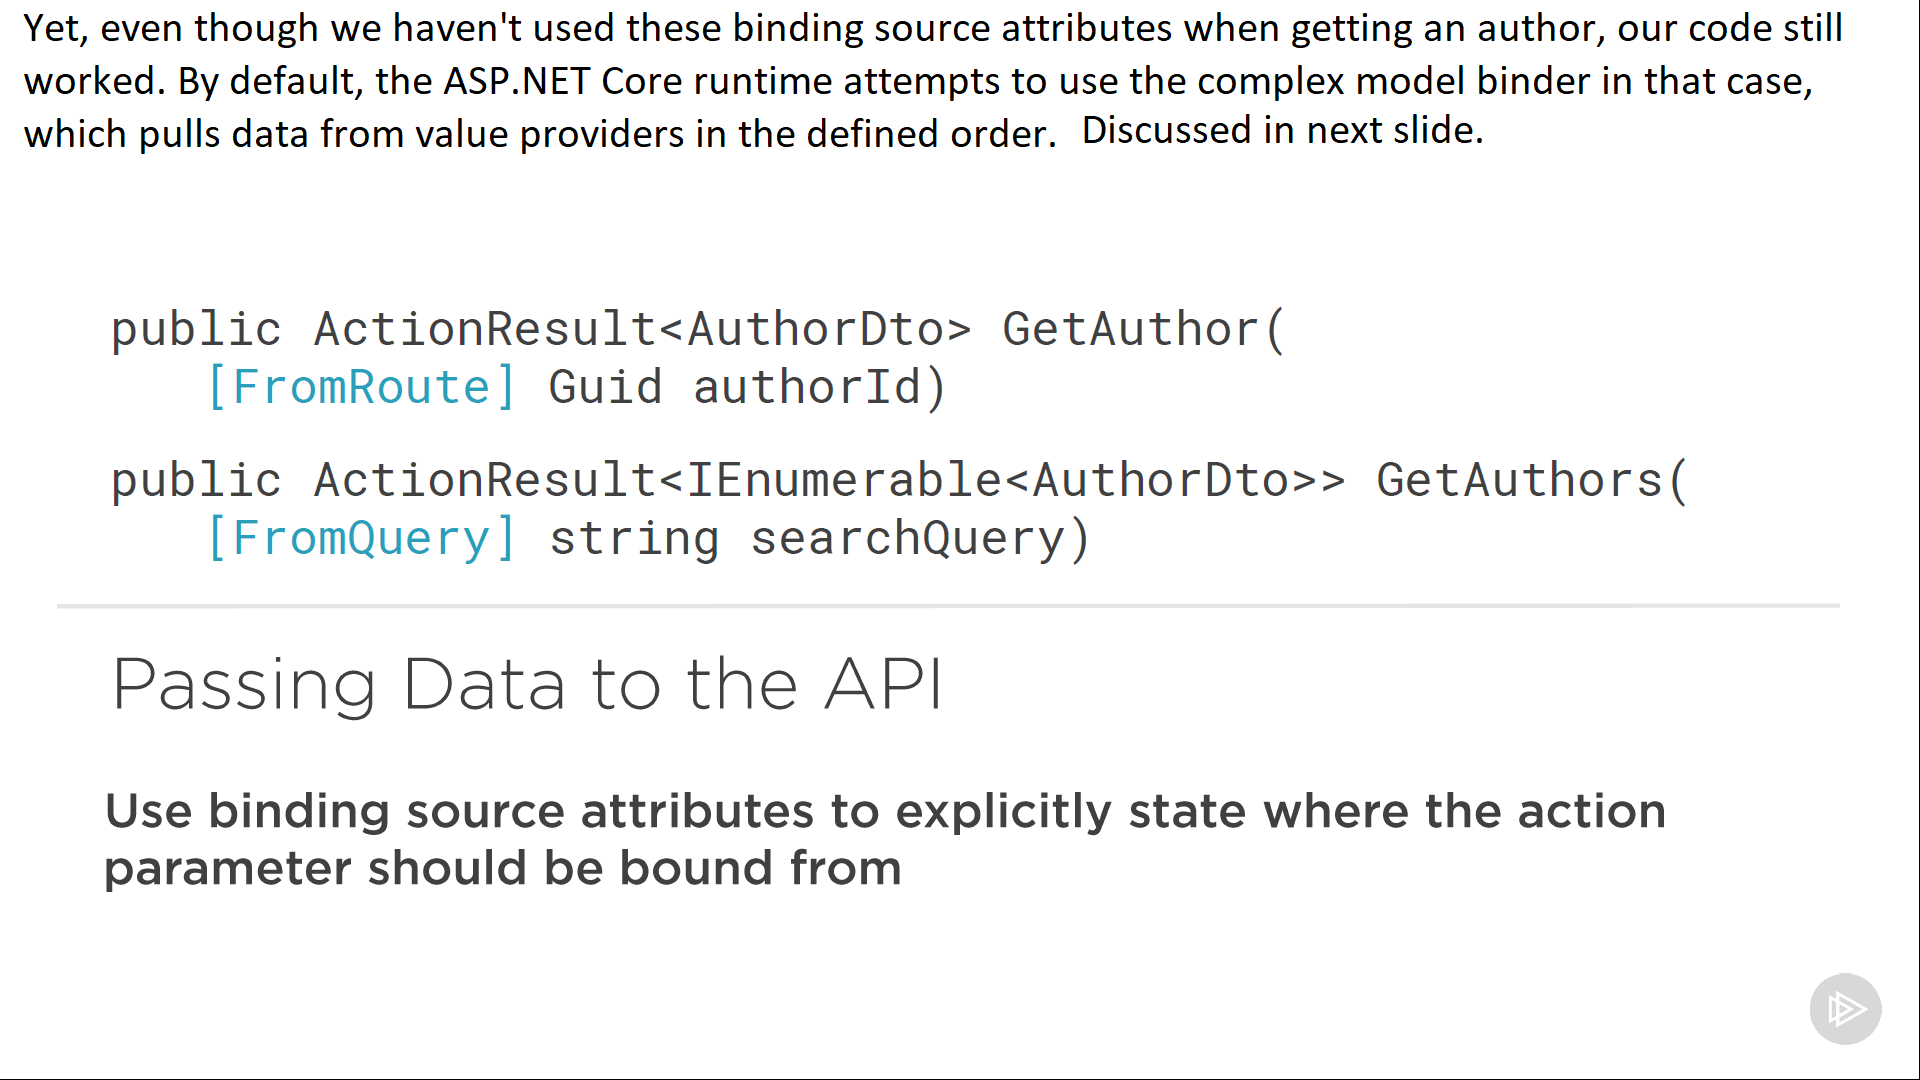 Yet, even though we haven't used these binding source attributes when getting an author, our code still
worked. By default, the ASP.NET Core runtime attempts to use the complex model binder in that case,
which pulls data from value providers in the defined order. Discussed in next slide.
public ActionResult<AuthorDto> GetAuthor(
[FromRoute] Guid authorId)
public ActionResult<IEnumerable<AuthorDto>> GetAuthors(
[FromQuery] string searchQuery)
Passing Data to the API
Use binding source attributes to explicitly state where the action
parameter should be bound from